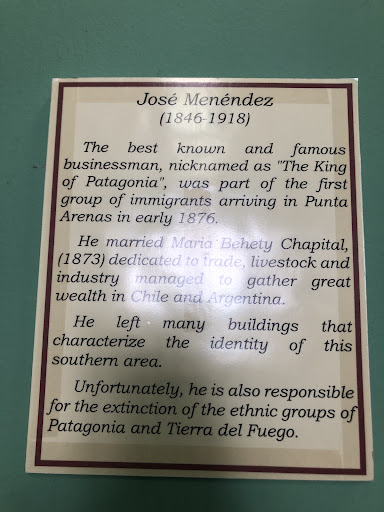 José Menéndez
(1846-1918)
The best known and famous
businessman, nicknamed as "The King
of Patagonia", was part of the first
group of immigrants arriving in Punta
Arenas in early 1876.
He married Maria Behety Chapital,
(1873) dedicated to trade, livestock and
industry managed to gather great
wealth in Chile and Argentina.
He left many buildings that
characterize the identity of this
southern area.
Unfortunately, he is also responsible
for the extinction of the ethnic groups of
Patagonia and Tierra del Fuego.